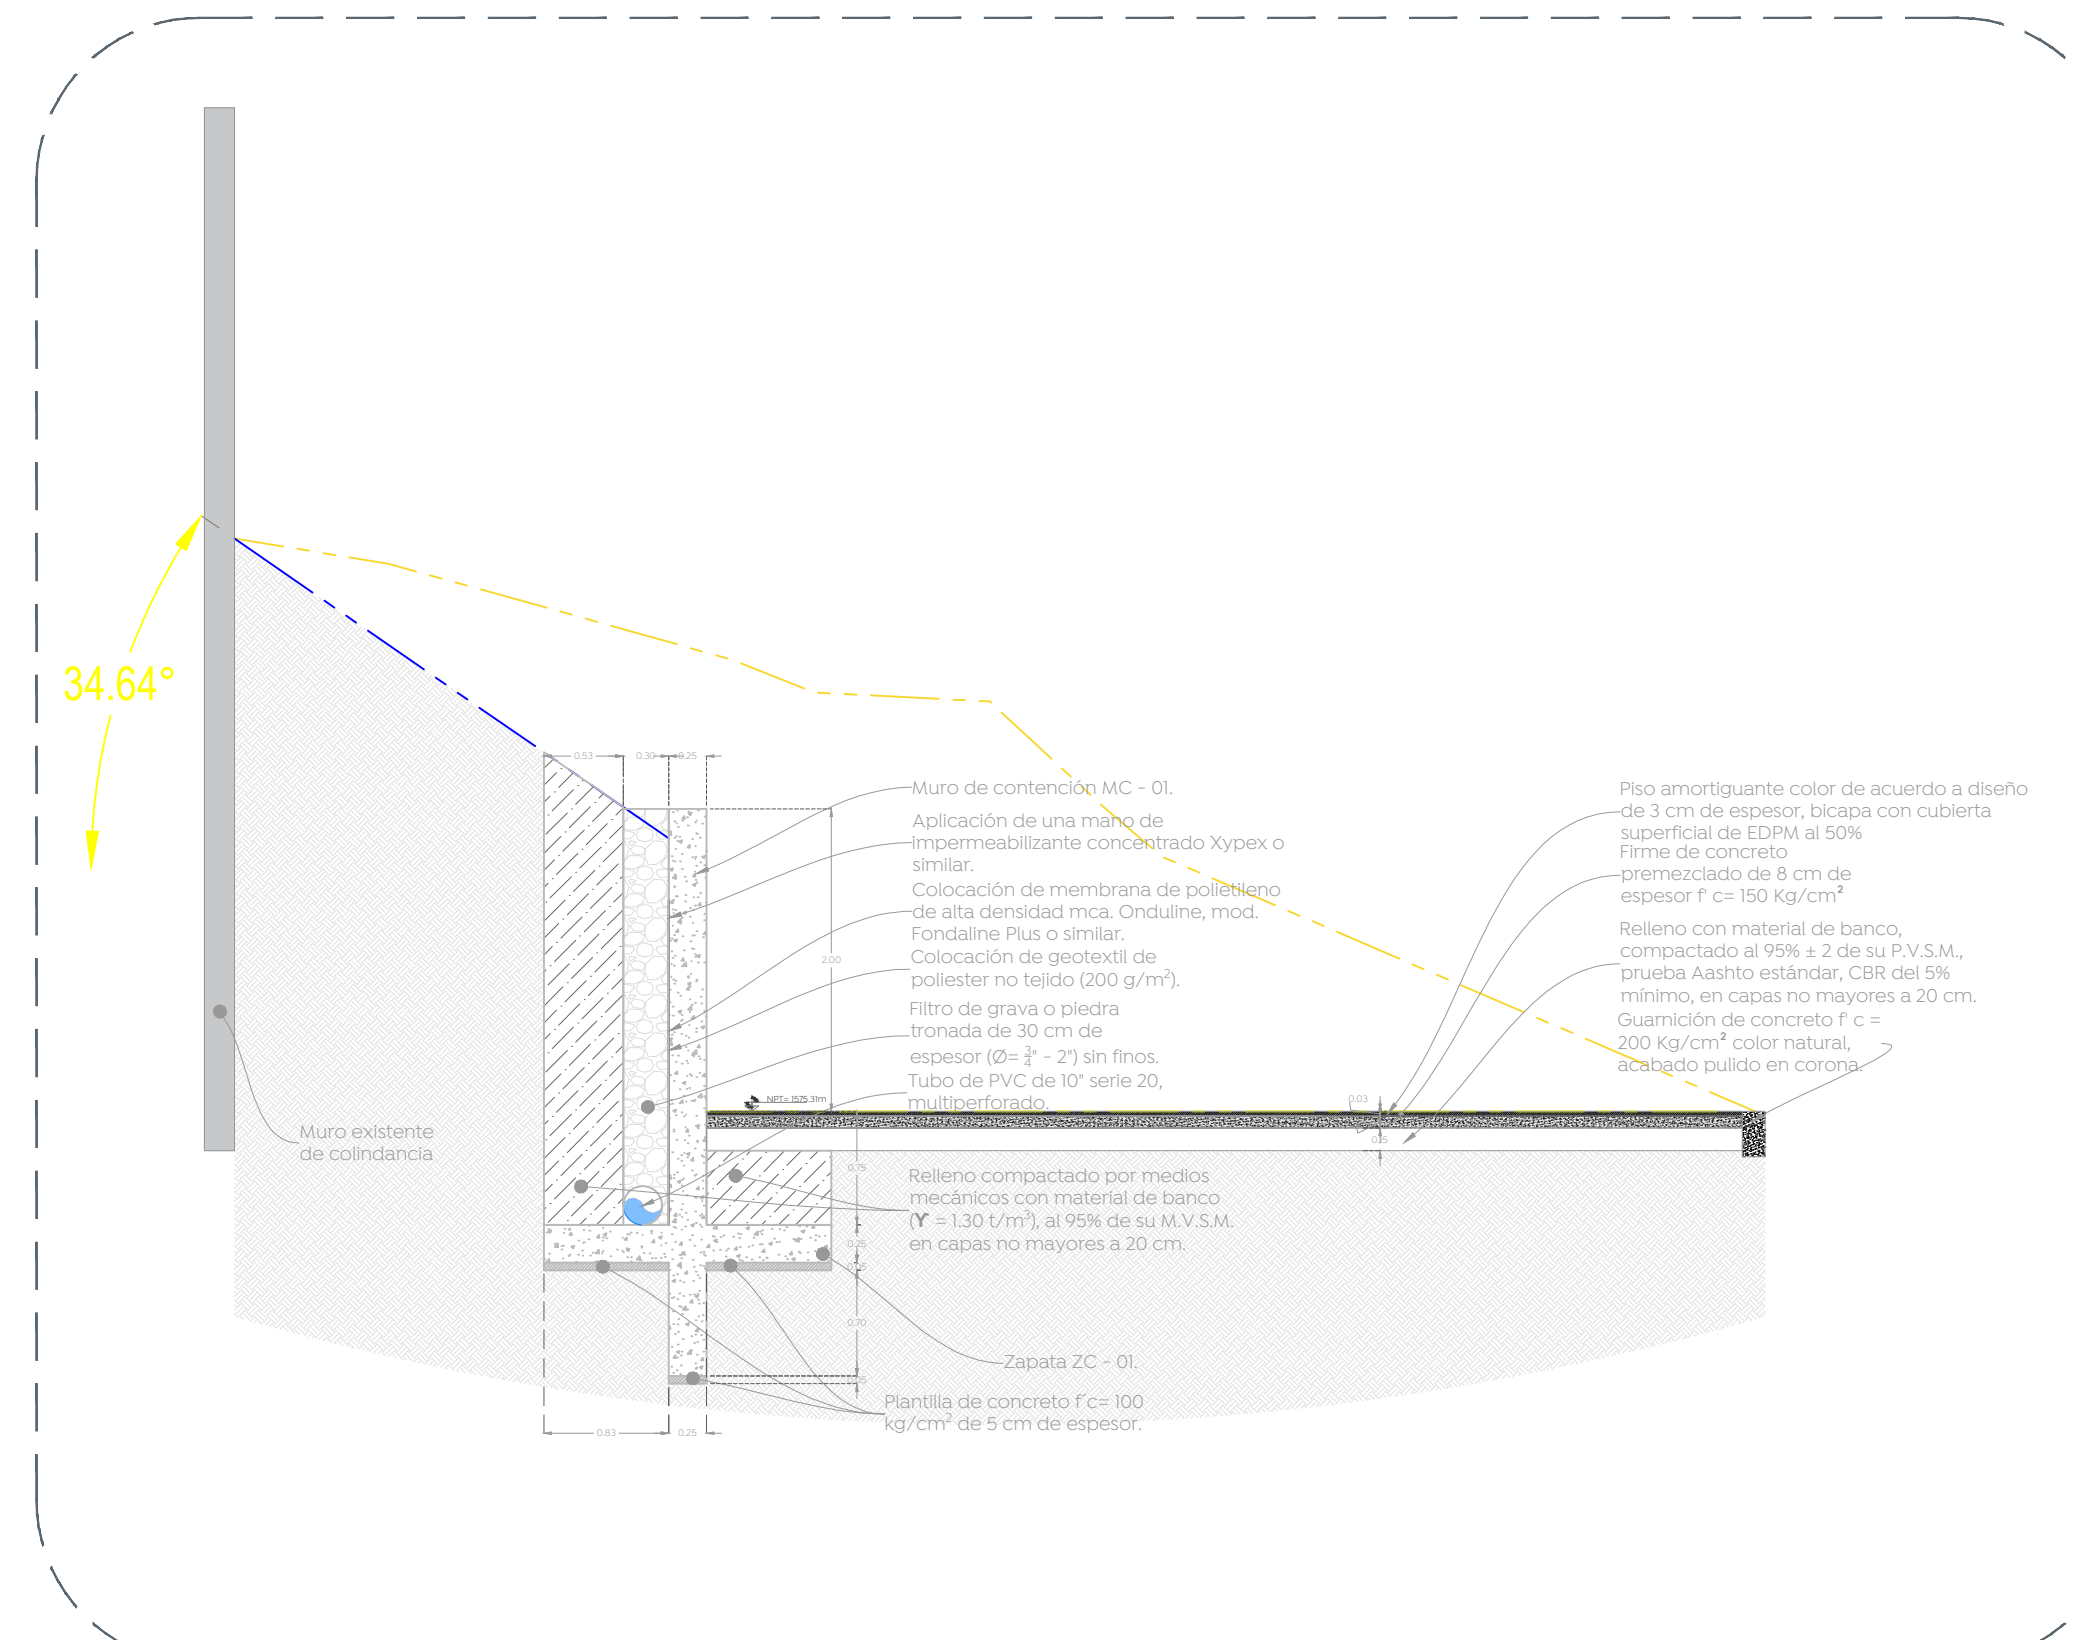 34.64°
0.53
0.30
0.25
Muro de contención MC - 01.
Aplicación de una mano de
impermeabilizante concentrado Xypex o
similar.
Colocación de membrana de polietileno
de alta densidad mca. Onduline, mod.
Fondaline Plus o similar.
Colocación de geotextil de
poliester no tejido (200 g/m²).
Filtro de grava o piedra
tronada de 30 cm de
espesor (Ø= ¾" - 2") sin finos.
Tubo de PVC de 10" serie 20,
multiperforado.
2.00
NPT= 1575.31m
Piso amortiguante color de acuerdo a diseño
de 3 cm de espesor, bicapa con cubierta
superficial de EDPM al 50%
Firme de concreto
premezclado de 8 cm de
espesor f' c= 150 Kg/cm²
Relleno con material de banco,
compactado al 95% ± 2 de su P.V.S.M.,
prueba Aashto estándar, CBR del 5%
mínimo, en capas no mayores a 20 cm.
Guarnición de concreto f' c =
200 Kg/cm² color natural,
acabado pulido en corona.
0.03
0.15
Muro existente
de colindancia
0.75
Relleno compactado por medios
mecánicos con material de banco
(ϒ = 1.30 t/m³), al 95% de su M.V.S.M.
en capas no mayores a 20 cm.
0.25
0.70
Zapata ZC - 01.
Plantilla de concreto f´c= 100
kg/cm² de 5 cm de espesor.
0.83
0.25